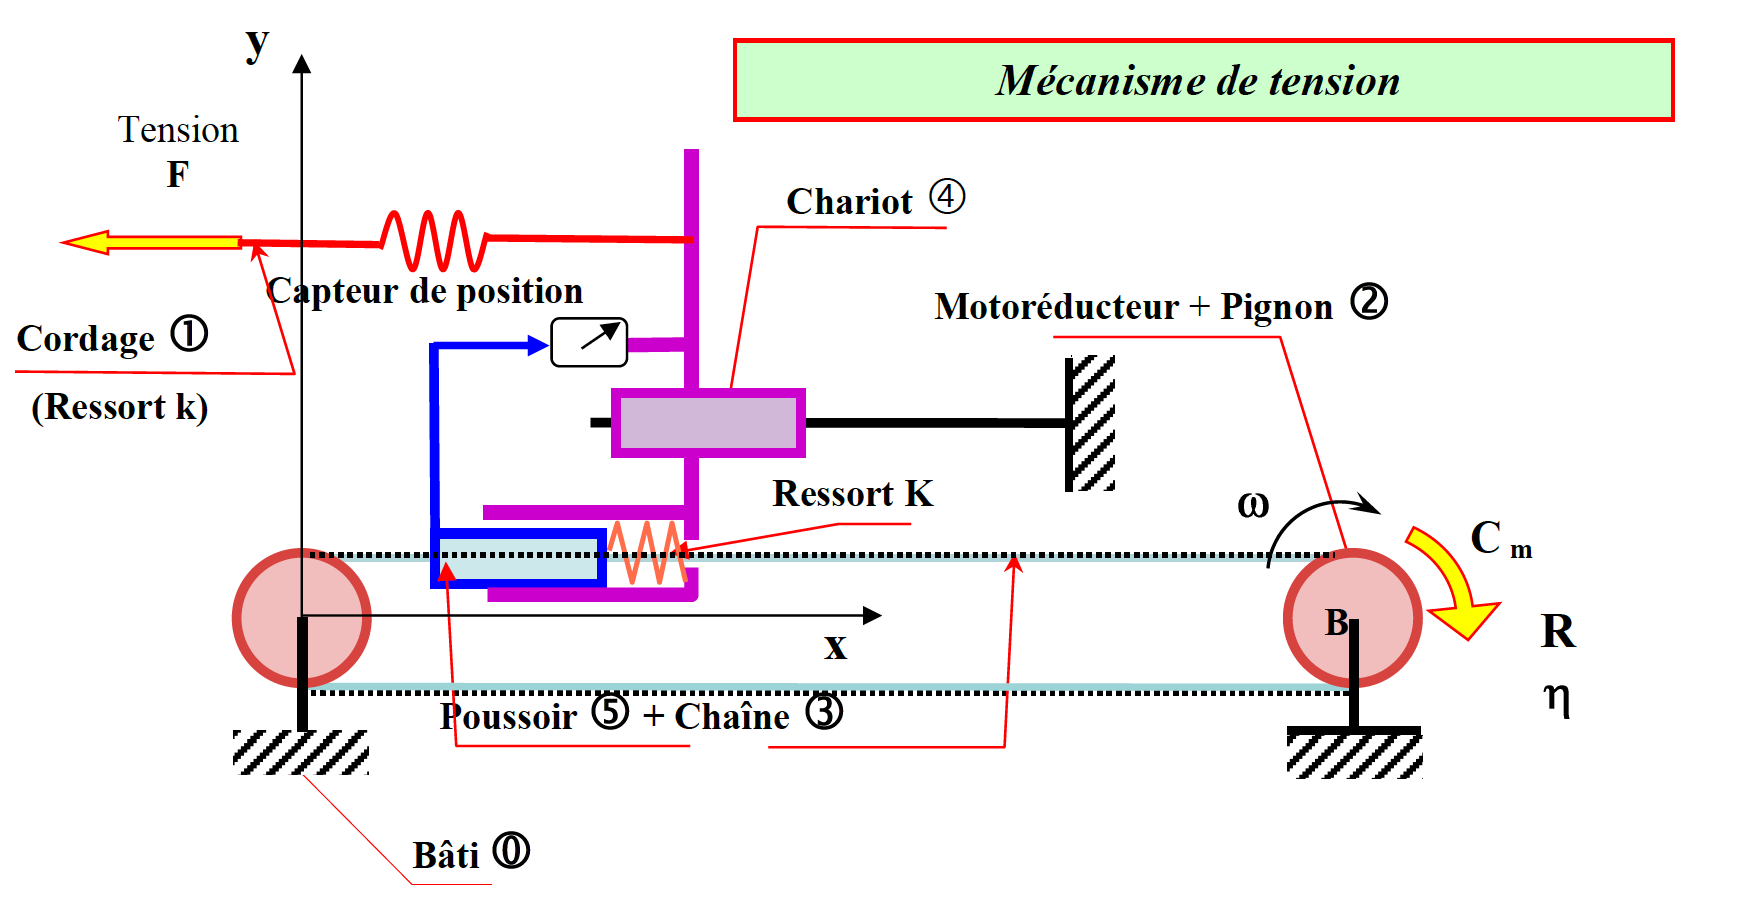 y
Mécanisme de tension
Tension
F
Chariot ④
Capteur de position
Motoréducteur + Pignon ②
Cordage ①
(Ressort k)
Ressort K
ω
C m
B
R
x
η
Poussoir ⑤ + Chaîne ③
Bâti ⓪